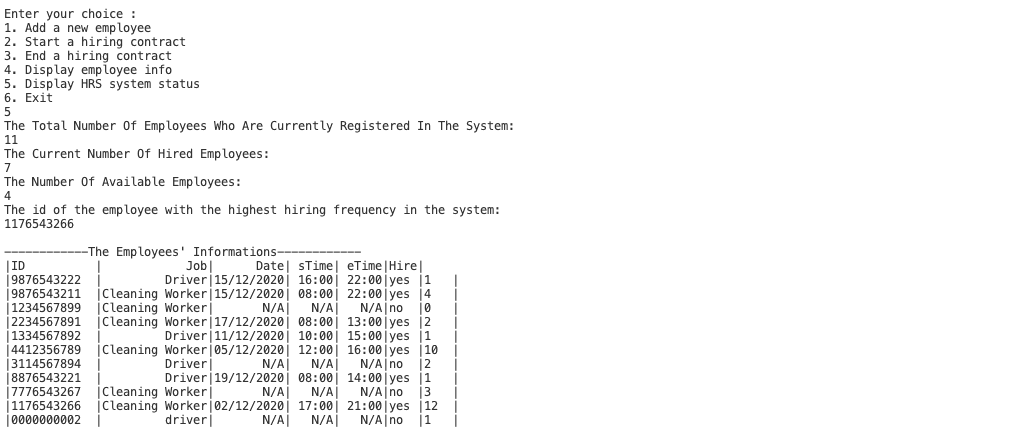 Enter your choice :
1. Add a new employee
2. Start a hiring contract
3. End a hiring contract
4. Display employee info
5. Display HRS system status
6. Exit
5
The Total Number Of Employees Who Are Currently Registered In The System:
11
The Current Number Of Hired Employees:
7
The Number Of Available Employees:
4
The id of the employee with the highest hiring frequency in the system:
1176543266

————————————The Employees' Informations————————————
|ID          |            Job|      Date| sTime| eTime|Hire|
|9876543222  |         Driver|15/12/2020| 16:00| 22:00|yes |1   |
|9876543211  |Cleaning Worker|15/12/2020| 08:00| 22:00|yes |4   |
|1234567899  |Cleaning Worker|       N/A|   N/A|   N/A|no  |0   |
|2234567891  |Cleaning Worker|17/12/2020| 08:00| 13:00|yes |2   |
|1334567892  |         Driver|11/12/2020| 10:00| 15:00|yes |1   |
|4412356789  |Cleaning Worker|05/12/2020| 12:00| 16:00|yes |10  |
|3114567894  |         Driver|       N/A|   N/A|   N/A|no  |2   |
|8876543221  |         Driver|19/12/2020| 08:00| 14:00|yes |1   |
|7776543267  |Cleaning Worker|       N/A|   N/A|   N/A|no  |3   |
|1176543266  |Cleaning Worker|02/12/2020| 17:00| 21:00|yes |12  |
|0000000002  |         driver|       N/A|   N/A|   N/A|no  |1   |